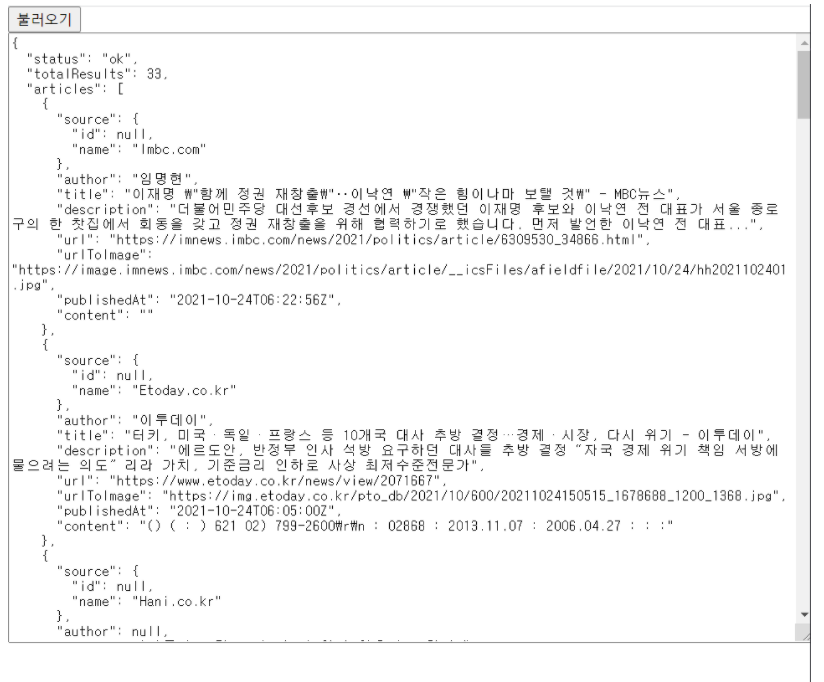 불러오기
{
  "status": "ok",
  "totalResults": 33,
  "articles": [
    {
      "source": {
        "id": null,
        "name": "Imbc.com"
      },
      "author": "임명현",
      "title": "이재명 ₩"함께 정권 재창출₩"··이낙연 ₩"작은 힘이나마 보탤 것₩" - MBC뉴스",
      "description": "더불어민주당 대선후보 경선에서 경쟁했던 이재명 후보와 이낙연 전 대표가 서울 종로
구의 한 찻집에서 회동을 갖고 정권 재창출을 위해 협력하기로 했습니다. 먼저 발언한 이낙연 전 대표...",
      "url": "https://imnews.imbc.com/news/2021/politics/article/6309530_34866.html",
      "urlToImage":
"https://image.imnews.imbc.com/news/2021/politics/article/__icsFiles/afieldfile/2021/10/24/hh2021102401
.jpg",
      "publishedAt": "2021-10-24T06:22:56Z",
      "content": ""
    },
    {
      "source": {
        "id": null,
        "name": "Etoday.co.kr"
      },
      "author": "이투데이",
      "title": "터키, 미국·독일·프랑스 등 10개국 대사 추방 결정…경제·시장, 다시 위기 - 이투데이",
      "description": "에르도안, 반정부 인사 석방 요구하던 대사들 추방 결정 “자국 경제 위기 책임 서방에
물으려는 의도” 리라 가치, 기준금리 인하로 사상 최저수준전문가",
      "url": "https://www.etoday.co.kr/news/view/2071667",
      "urlToImage": "https://img.etoday.co.kr/pto_db/2021/10/600/20211024150515_1678688_1200_1368.jpg",
      "publishedAt": "2021-10-24T06:05:00Z",
      "content": "() ( : ) 621 02) 799-2600₩r₩n : 02868 : 2013.11.07 : 2006.04.27 : : :"
    },
    {
      "source": {
        "id": null,
        "name": "Hani.co.kr"
      },
      "author": null,